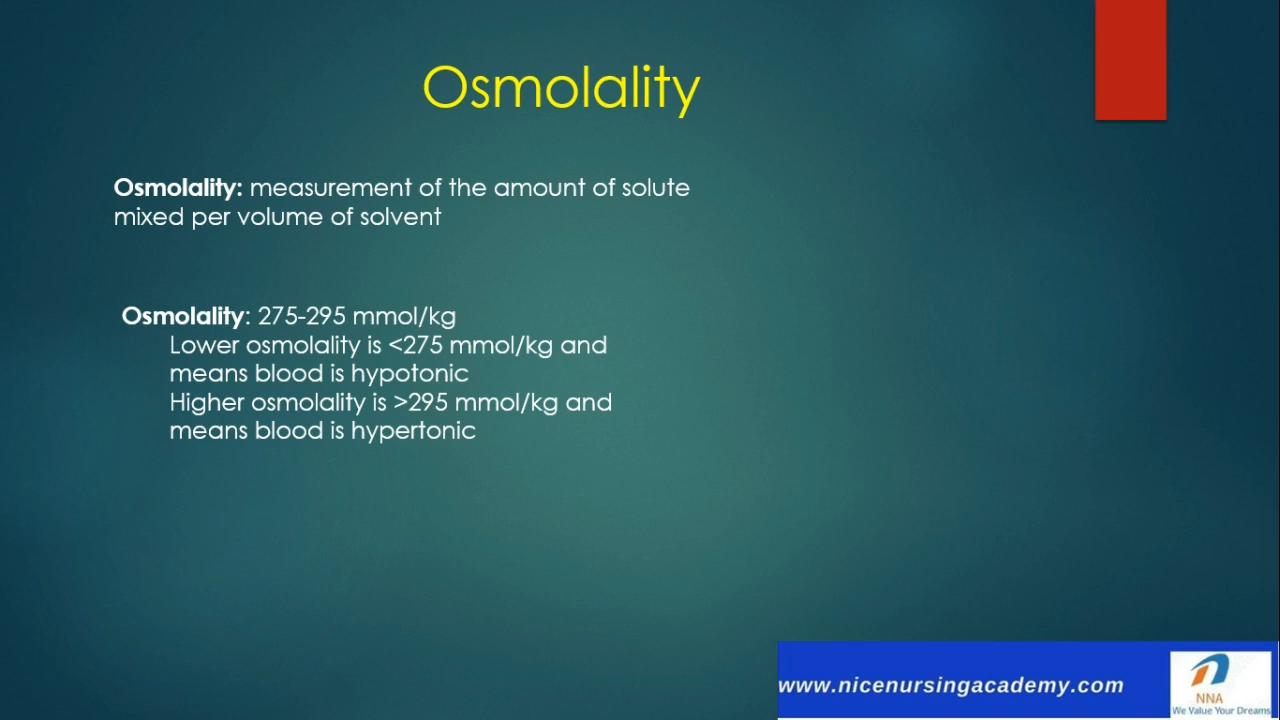 Osmolality
Osmolality: measurement of the amount of solute
mixed per volume of solvent
Osmolality: 275-295 mmol/kg
Lower osmolality is <275 mmol/kg and
means blood is hypotonic
Higher osmolality is >295 mmol/kg and
means blood is hypertonic
www.nicenursingacademy.com
NNA
We Value Your Dreams